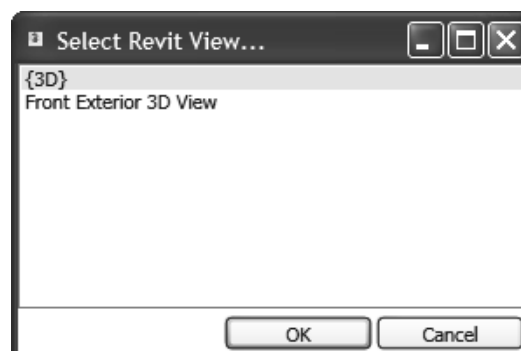 Select Revit View...
{3D}
Front Exterior 3D View
OK
Cancel